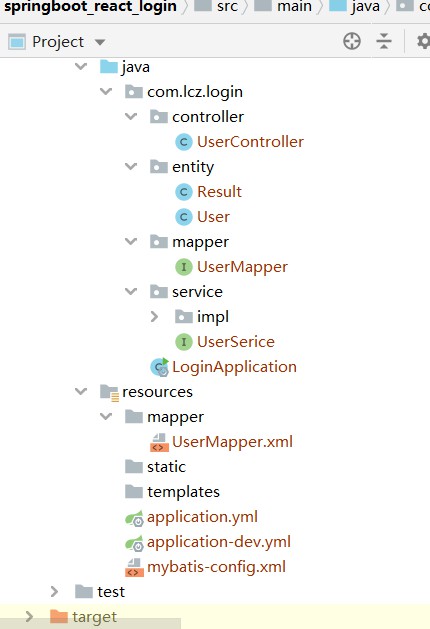 springboot_react_login src main java
Project
java
com.lcz.login
controller
UserController
entity
Result
User
mapper
UserMapper
service
impl
UserSerice
LoginApplication
resources
mapper
UserMapper.xml
static
templates
application.yml
application-dev.yml
mybatis-config.xml
test
target